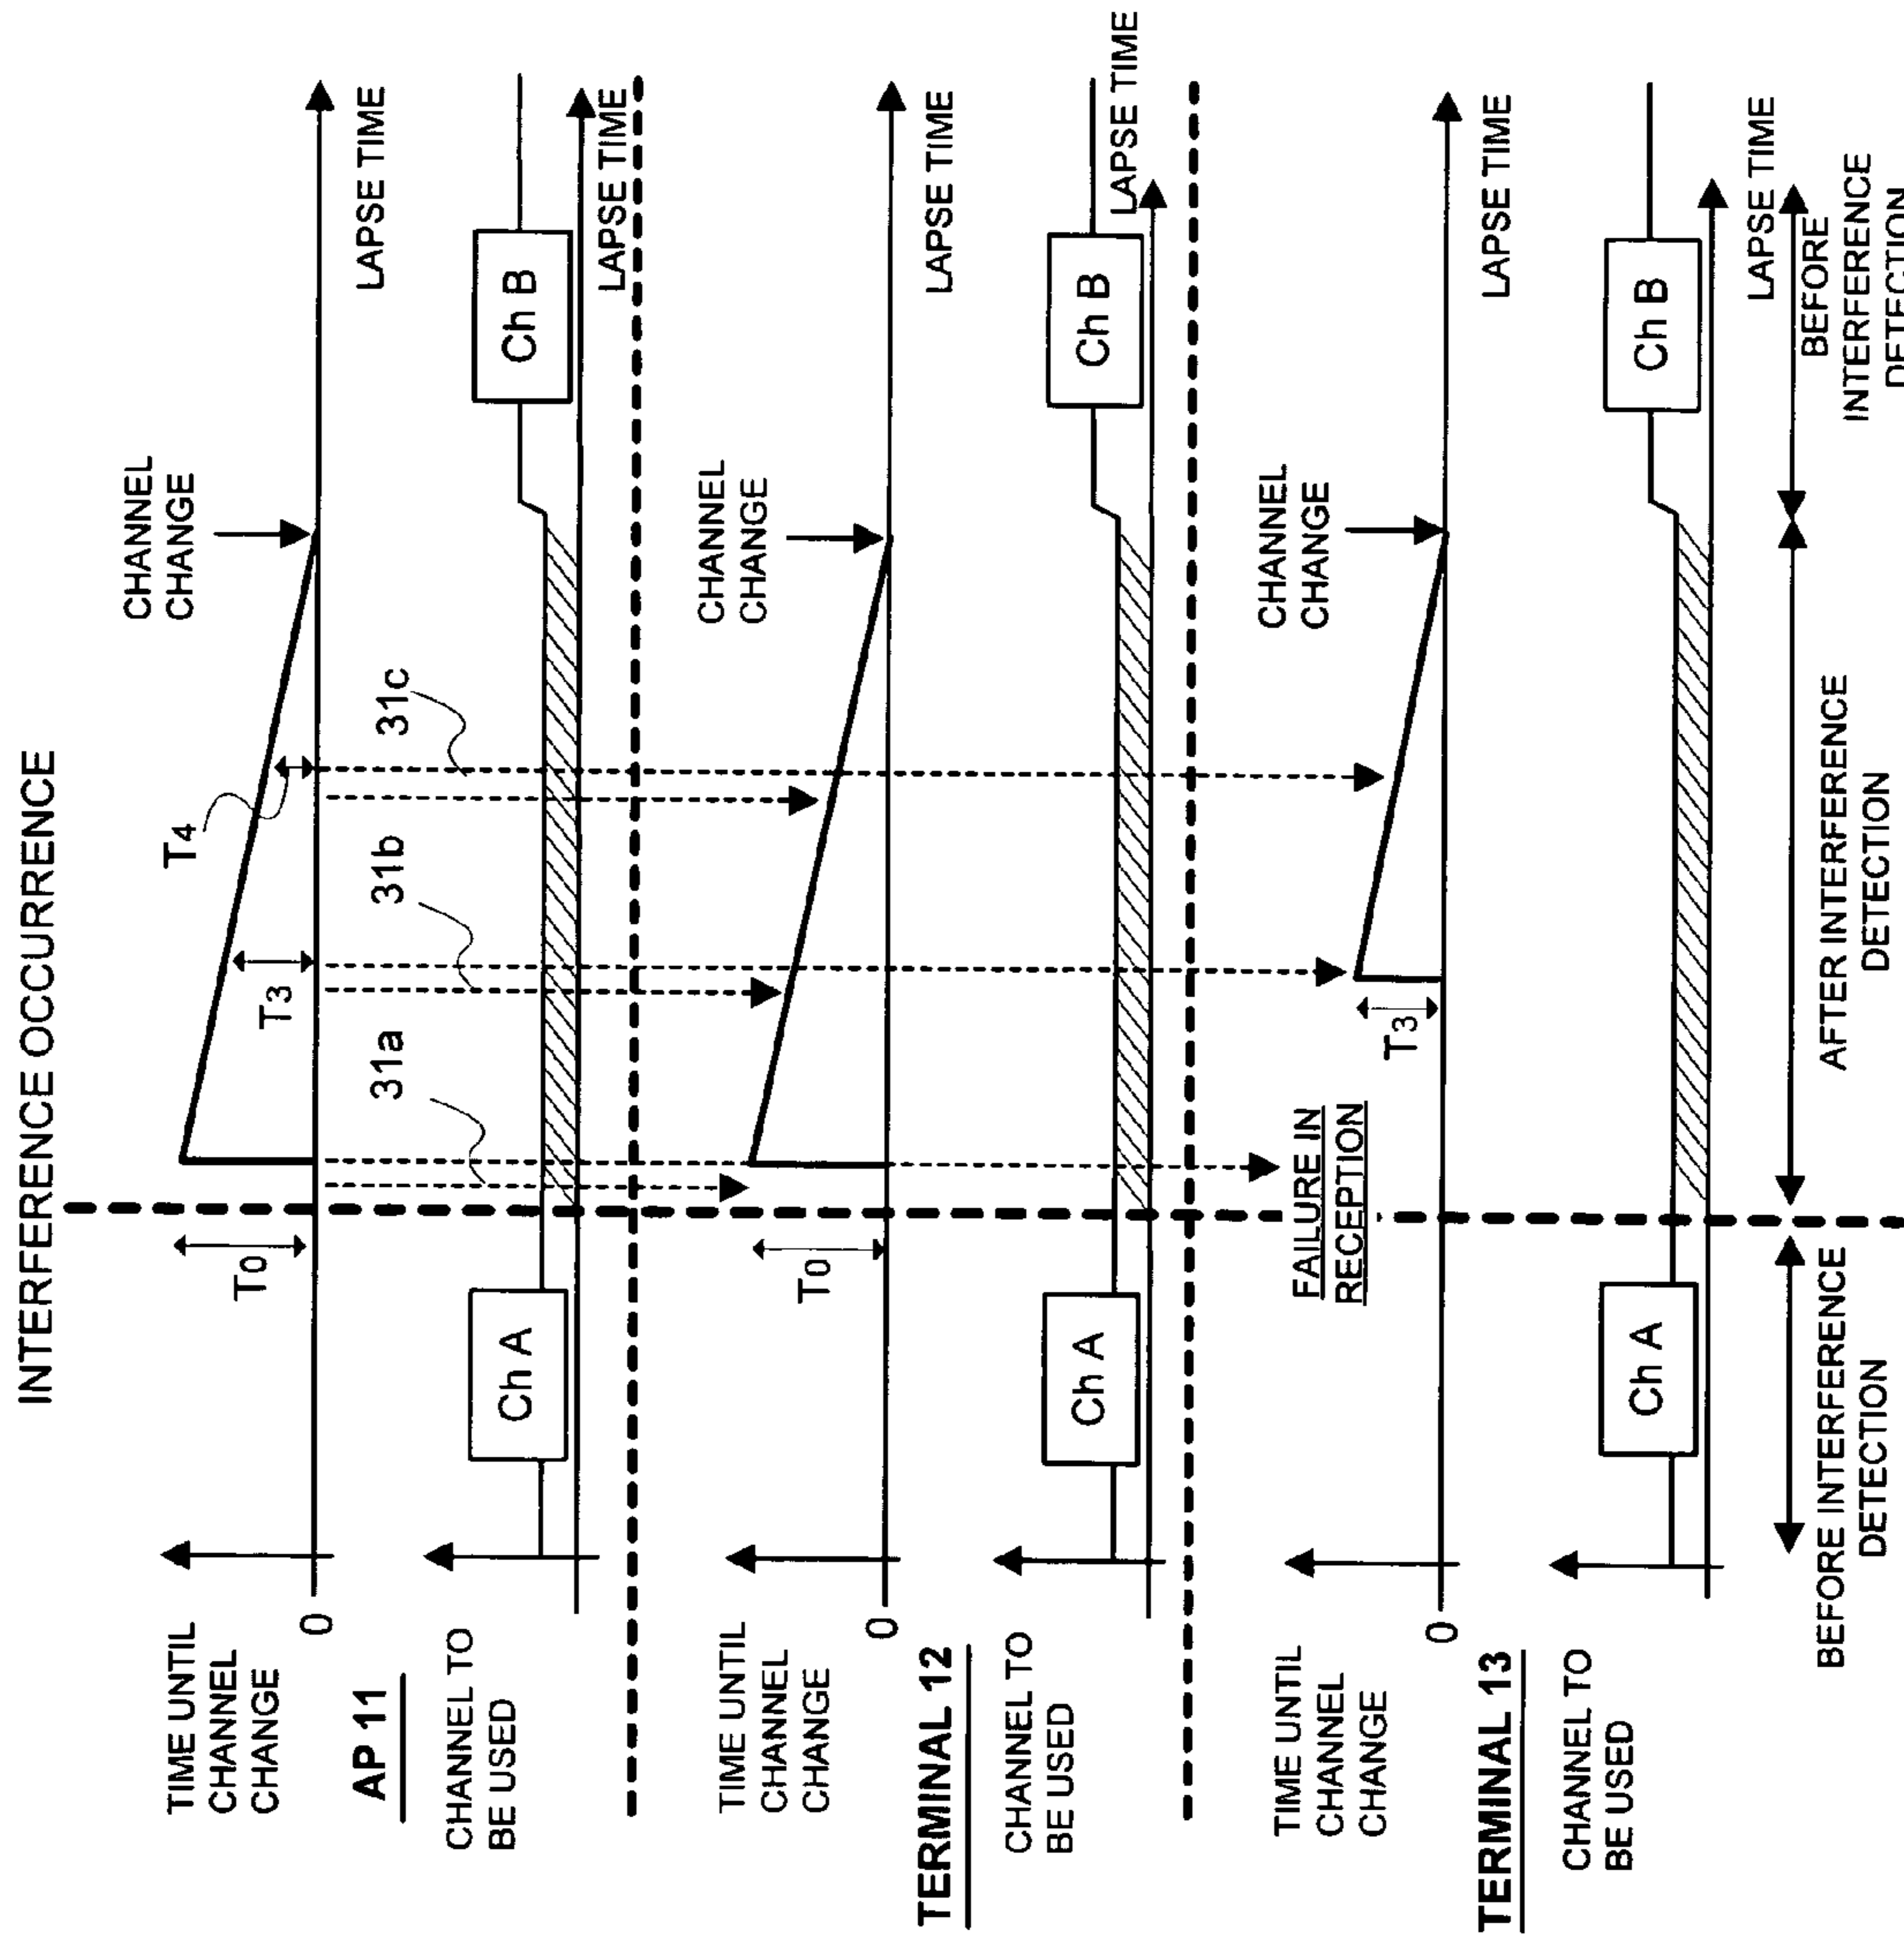 INTERFERENCE OCCURRENCE
TIME UNTIL
CHANNEL
CHANGE
0
T0
T3
T4
CHANNEL
CHANGE
LAPSE TIME
AP 11
CHANNEL TO
BE USED
Ch A
31a
31b
31c
Ch B
LAPSE TIME
TIME UNTIL
CHANNEL
CHANGE
0
T0
CHANNEL
CHANGE
LAPSE TIME
TERMINAL 12
CHANNEL TO
BE USED
Ch A
Ch B
LAPSE TIME
TIME UNTIL
CHANNEL
CHANGE
0
FAILURE IN
RECEPTION
T3
CHANNEL
CHANGE
LAPSE TIME
TERMINAL 13
CHANNEL TO
BE USED
Ch A
Ch B
LAPSE TIME
BEFORE INTERFERENCE
DETECTION
AFTER INTERFERENCE
DETECTION
BEFORE
INTERFERENCE
DETECTION